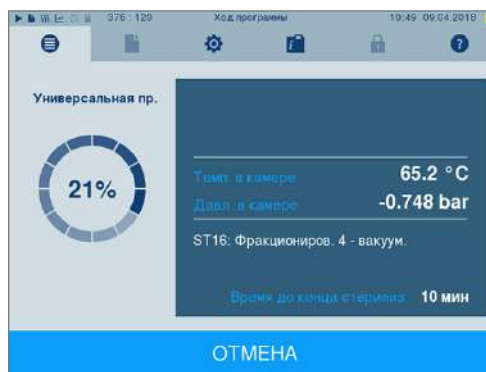 376 : 120 Ход программы 10:49 09.04.2018
Универсальная пр.
21%
Темп. в камере 65.2 °C
Давл. в камере -0.748 bar
ST16: Фракциониров. 4 - вакуум.
Время до конца стерилиз: 10 мин
ОТМЕНА